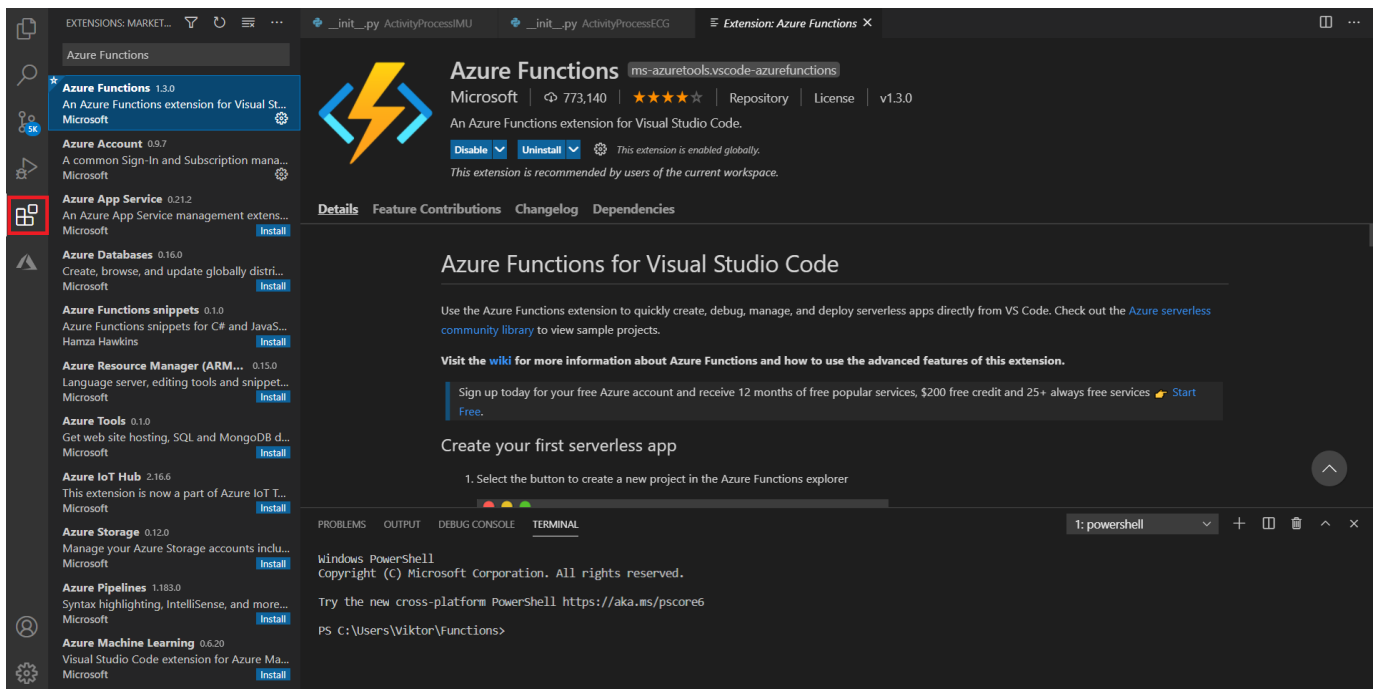 EXTENSIONS: MARKET...
Azure Functions
Azure Functions 1.3.0
An Azure Functions extension for Visual St...
Microsoft
Azure Account 0.9.7
A common Sign-In and Subscription mana...
Microsoft
Azure App Service 0.21.2
An Azure App Service management extens...
Microsoft Install
Azure Databases 0.16.0
Create, browse, and update globally distri...
Microsoft Install
Azure Functions snippets 0.1.0
Azure Functions snippets for C# and JavaS...
Hamza Hawkins Install
Azure Resource Manager (ARM... 0.15.0
Language server, editing tools and snippet...
Microsoft Install
Azure Tools 0.1.0
Get web site hosting, SQL and MongoDB d...
Microsoft Install
Azure IoT Hub 2.16.6
This extension is now a part of Azure IoT T...
Microsoft Install
Azure Storage 0.12.0
Manage your Azure Storage accounts inclu...
Microsoft Install
Azure Pipelines 1.183.0
Syntax highlighting, IntelliSense, and more...
Microsoft Install
Azure Machine Learning 0.6.20
Visual Studio Code extension for Azure Ma...
Microsoft Install
5K
__init__.py ActivityProcessIMU
__init__.py ActivityProcessECG
Extension: Azure Functions
Azure Functions ms-azuretools.vscode-azurefunctions
Microsoft 773,140 Repository License v1.3.0
An Azure Functions extension for Visual Studio Code.
Disable Uninstall This extension is enabled globally.
This extension is recommended by users of the current workspace.
Details Feature Contributions Changelog Dependencies
Azure Functions for Visual Studio Code
Use the Azure Functions extension to quickly create, debug, manage, and deploy serverless apps directly from VS Code. Check out the Azure serverless
community library to view sample projects.
Visit the wiki for more information about Azure Functions and how to use the advanced features of this extension.
Sign up today for your free Azure account and receive 12 months of free popular services, $200 free credit and 25+ always free services 👉 Start
Free.
Create your first serverless app
1. Select the button to create a new project in the Azure Functions explorer
PROBLEMS OUTPUT DEBUG CONSOLE TERMINAL 1: powershell
Windows PowerShell
Copyright (C) Microsoft Corporation. All rights reserved.
Try the new cross-platform PowerShell https://aka.ms/pscore6
PS C:\Users\Viktor\Functions>